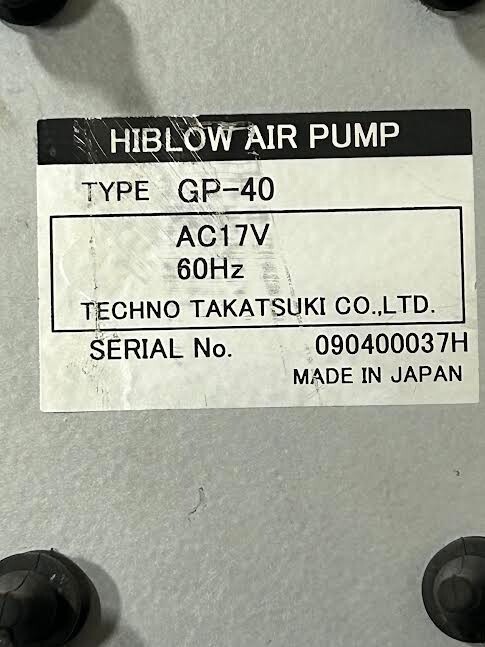 HIBLOW AIR PUMP
TYPE GP-40
AC17V
60Hz
TECHNO TAKATSUKI CO.,LTD.
SERIAL No. 090400037H
MADE IN JAPAN